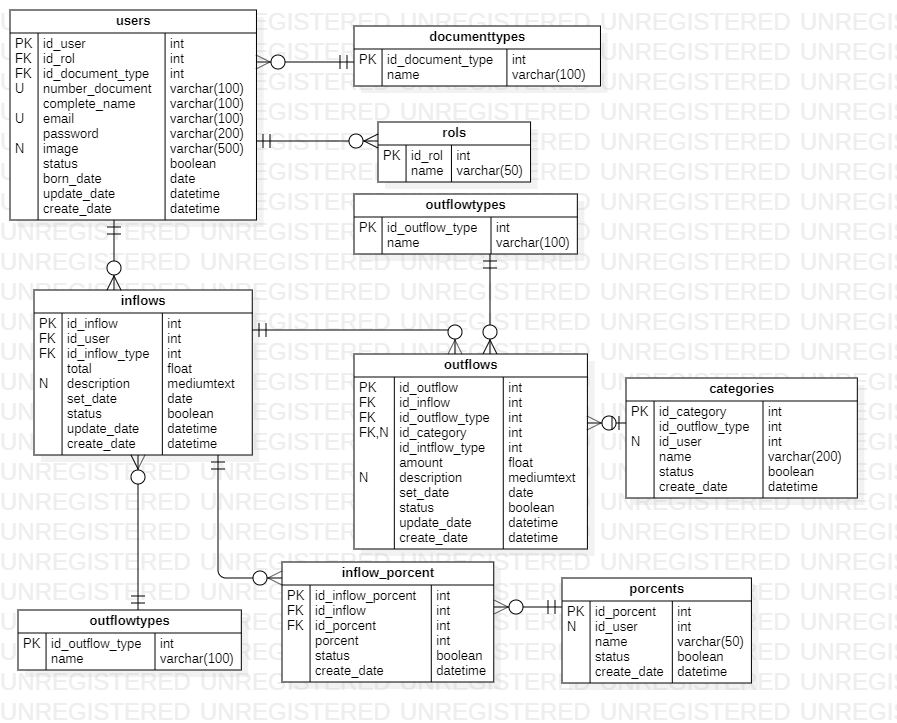 users
PK id_user int
FK id_rol int
FK id_document_type int
U number_document varchar(100)
complete_name varchar(100)
U email varchar(100)
password varchar(200)
N image varchar(500)
status boolean
born_date date
update_date datetime
create_date datetime
documenttypes
PK id_document_type int
name varchar(100)
rols
PK id_rol int
name varchar(50)
outflowtypes
PK id_outflow_type int
name varchar(100)
inflows
PK id_inflow int
FK id_user int
FK id_inflow_type int
total float
N description mediumtext
set_date date
status boolean
update_date datetime
create_date datetime
outflows
PK id_outflow int
FK id_inflow int
FK id_outflow_type int
FK,N id_category int
id_intflow_type int
amount float
N description mediumtext
set_date date
status boolean
update_date datetime
create_date datetime
categories
PK id_category int
id_outflow_type int
N id_user int
name varchar(200)
status boolean
create_date datetime
inflow_porcent
PK id_inflow_porcent int
FK id_inflow int
FK id_porcent int
porcent int
status boolean
create_date datetime
porcents
PK id_porcent int
N id_user int
name varchar(50)
status boolean
create_date datetime
outflowtypes
PK id_outflow_type int
name varchar(100)
UNREGISTERED